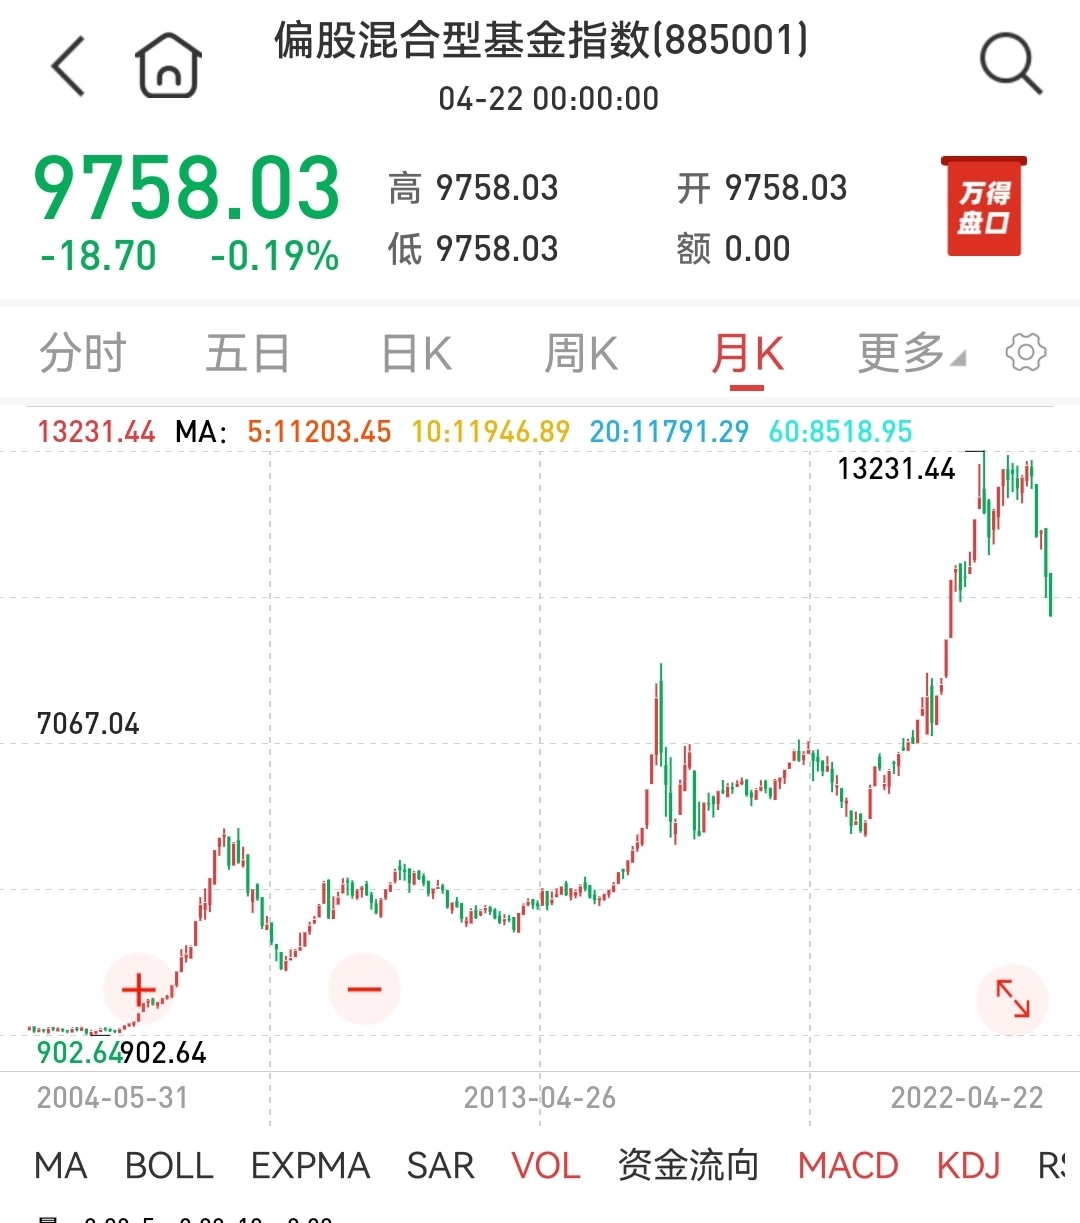 偏股混合型基金指数(885001)
04-22 00:00:00
9758.03
-18.70 -0.19%
高 9758.03 开 9758.03
低 9758.03 额 0.00
万得
盘口
分时 五日 日K 周K 月K 更多
13231.44 MA: 5:11203.45 10:11946.89 20:11791.29 60:8518.95
13231.44
7067.04
902.64 902.64
2004-05-31 2013-04-26 2022-04-22
MA BOLL EXPMA SAR VOL 资金流向 MACD KDJ